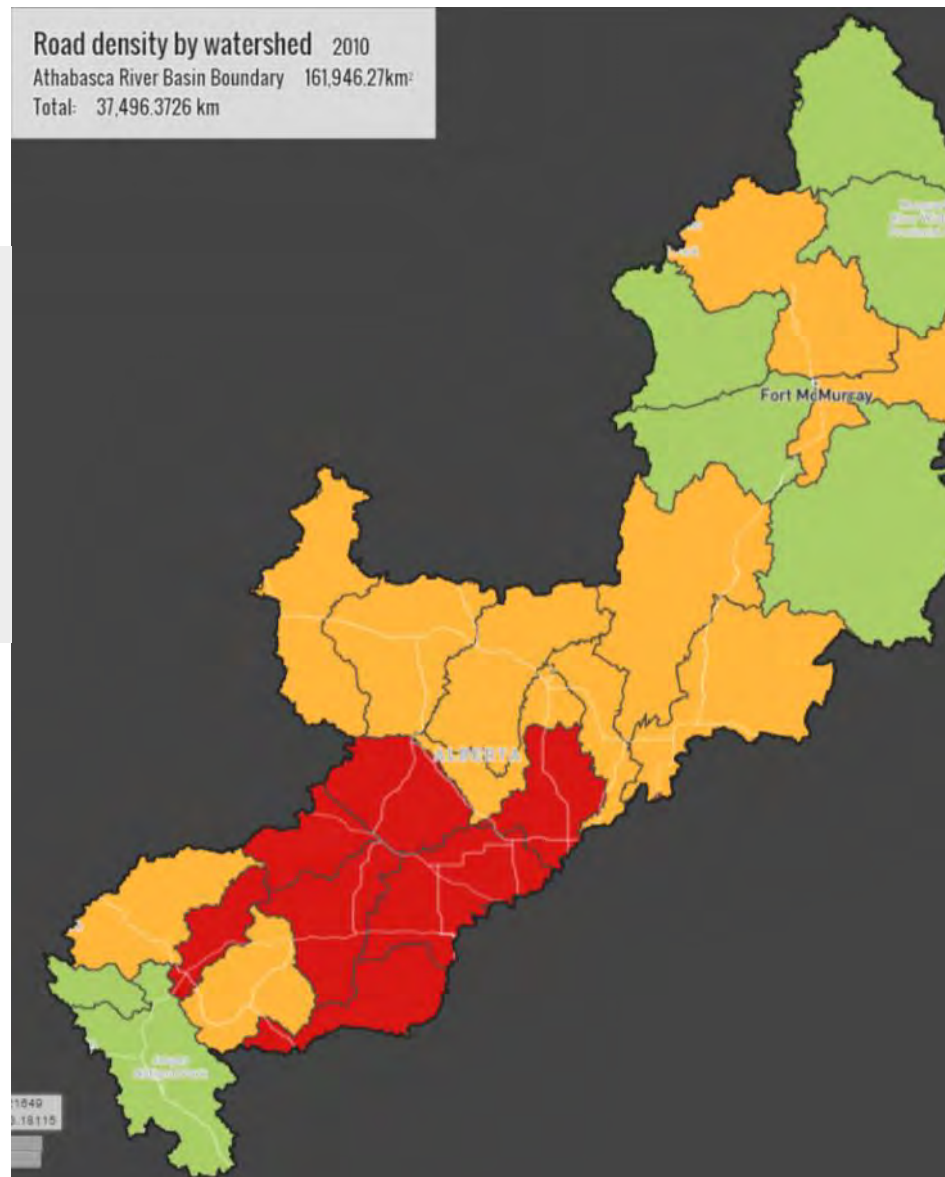 Road density by watershed 2010
Athabasca River Basin Boundary 161,946.27km²
Total: 37,496.3726 km
Fort McMurray
ALBERTA